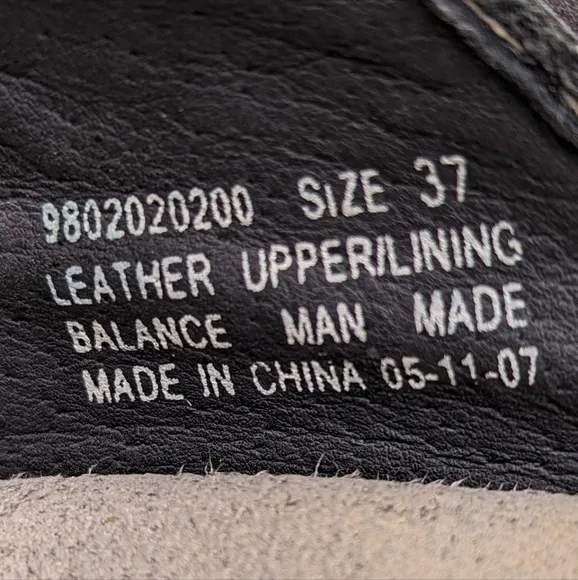 9802020200 SIZE 37
LEATHER UPPER/LINING
BALANCE MAN MADE
MADE IN CHINA 05-11-07